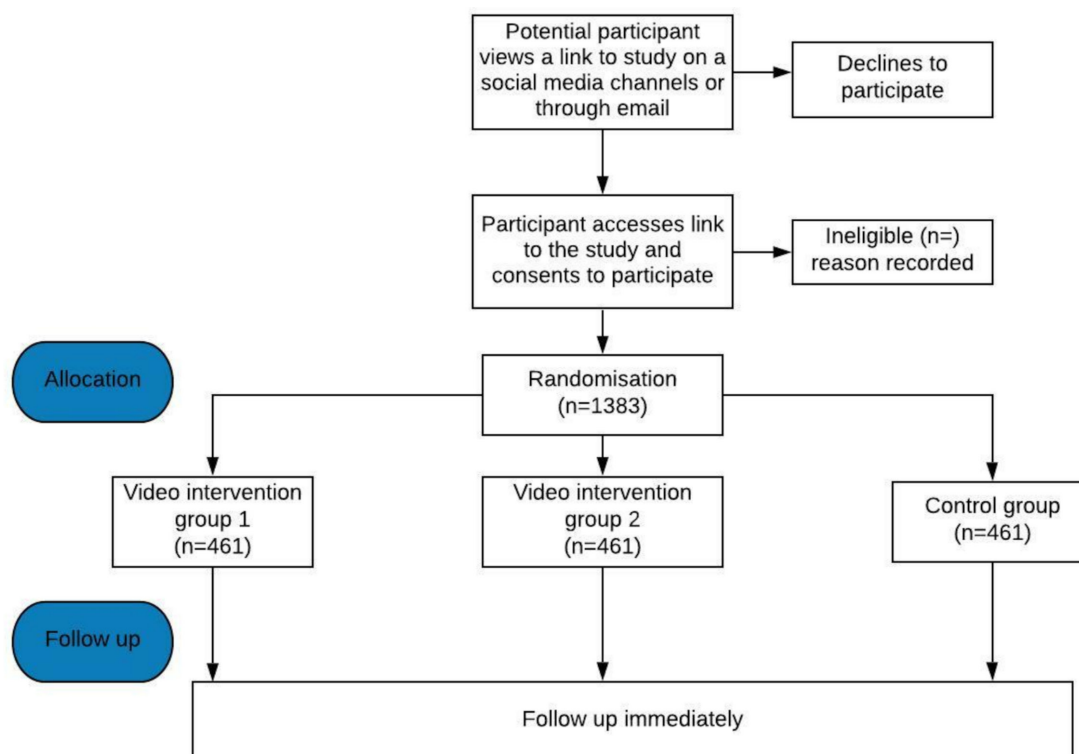 Potential participant
views a link to study on a
social media channels or
through email
Declines to
participate
Participant accesses link
to the study and
consents to participate
Ineligible (n=)
reason recorded
Allocation
Randomisation
(n=1383)
Video intervention
group 1
(n=461)
Video intervention
group 2
(n=461)
Control group
(n=461)
Follow up
Follow up immediately